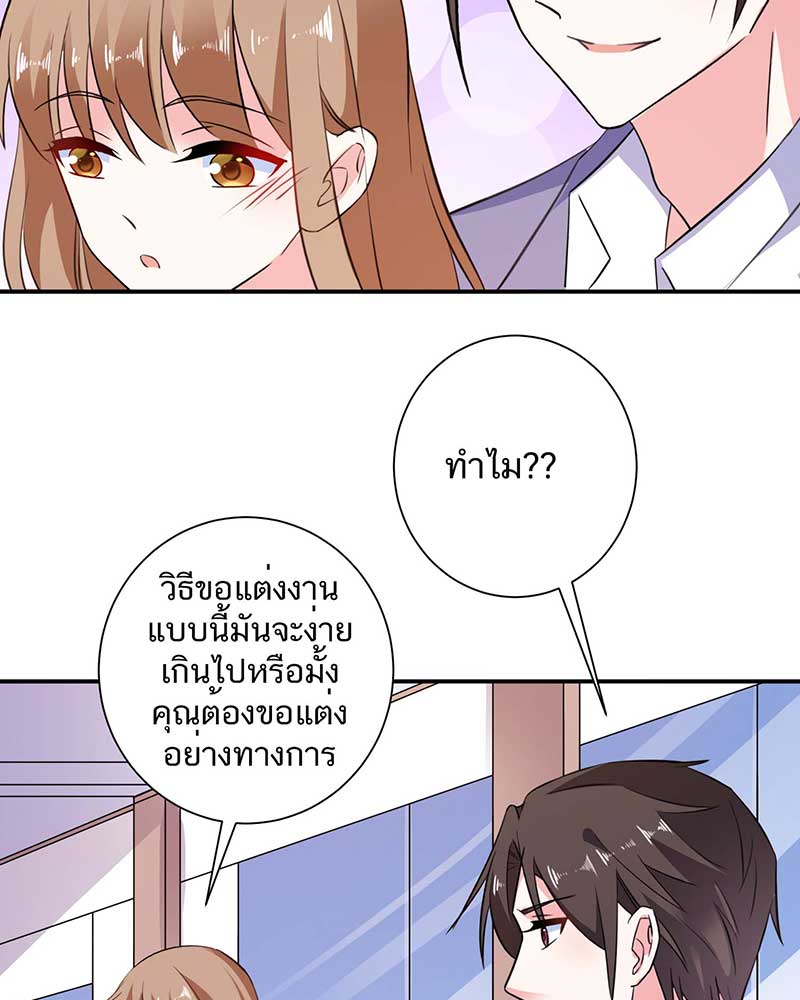 ทำไม??
วิธีขอแต่งงาน
แบบนี้มันจะง่าย
เกินไปหรือมั้ง
คุณต้องขอแต่ง
อย่างทางการ